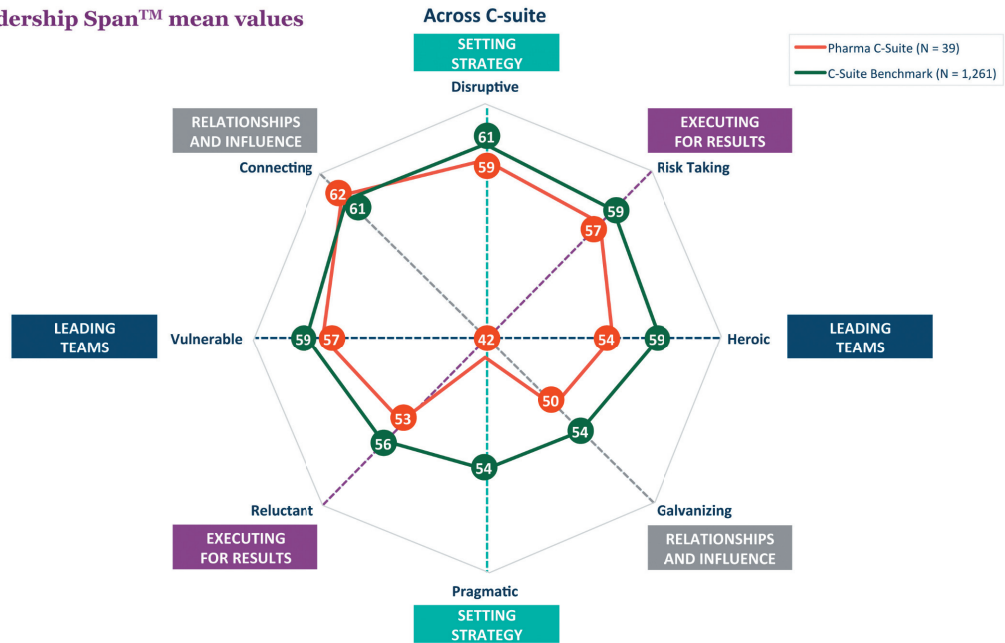 dership Span™ mean values
Across C-suite
SETTING
STRATEGY
Disruptive
Pharma C-Suite (N = 39)
C-Suite Benchmark (N = 1,261)
RELATIONSHIPS
AND INFLUENCE
Connecting
EXECUTING
FOR RESULTS
Risk Taking
61
59
62
61
59
57
LEADING
TEAMS
Vulnerable
59
57
42
54
59
Heroic
LEADING
TEAMS
53
56
50
54
54
Reluctant
EXECUTING
FOR RESULTS
Galvanizing
RELATIONSHIPS
AND INFLUENCE
Pragmatic
SETTING
STRATEGY